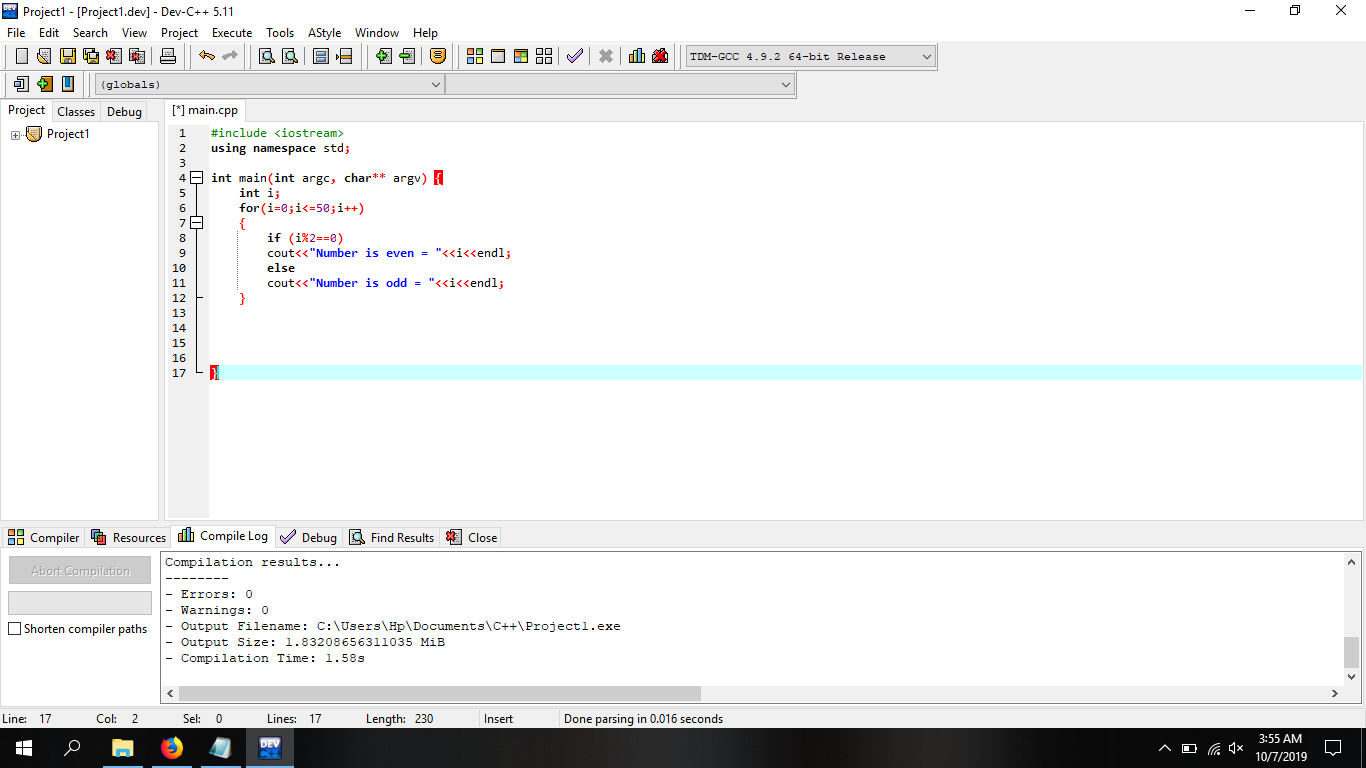 Project1 - [Project1.dev] - Dev-C++ 5.11
File Edit Search View Project Execute Tools AStyle Window Help
TDM-GCC 4.9.2 64-bit Release
(globals)
Project Classes Debug
[*] main.cpp
Project1
1 #include <iostream>
2 using namespace std;
3
4 int main(int argc, char** argv) {
5 int i;
6 for(i=0;i<=50;i++)
7 {
8 if (i%2==0)
9 cout<<"Number is even = "<<i<<endl;
10 else
11 cout<<"Number is odd = "<<i<<endl;
12 }
13
14
15
16
17 }
Compiler Resources Compile Log Debug Find Results Close
Abort Compilation
Shorten compiler paths
Compilation results...
--------
- Errors: 0
- Warnings: 0
- Output Filename: C:\Users\Hp\Documents\C++\Project1.exe
- Output Size: 1.83208656311035 MiB
- Compilation Time: 1.58s
Line: 17 Col: 2 Sel: 0 Lines: 17 Length: 230 Insert Done parsing in 0.016 seconds
DEV
3:55 AM
10/7/2019